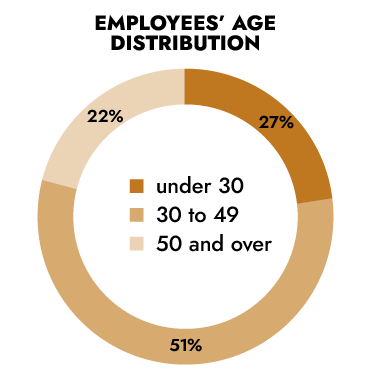 EMPLOYEES’ AGE
DISTRIBUTION
22%
27%
under 30
30 to 49
50 and over
51%